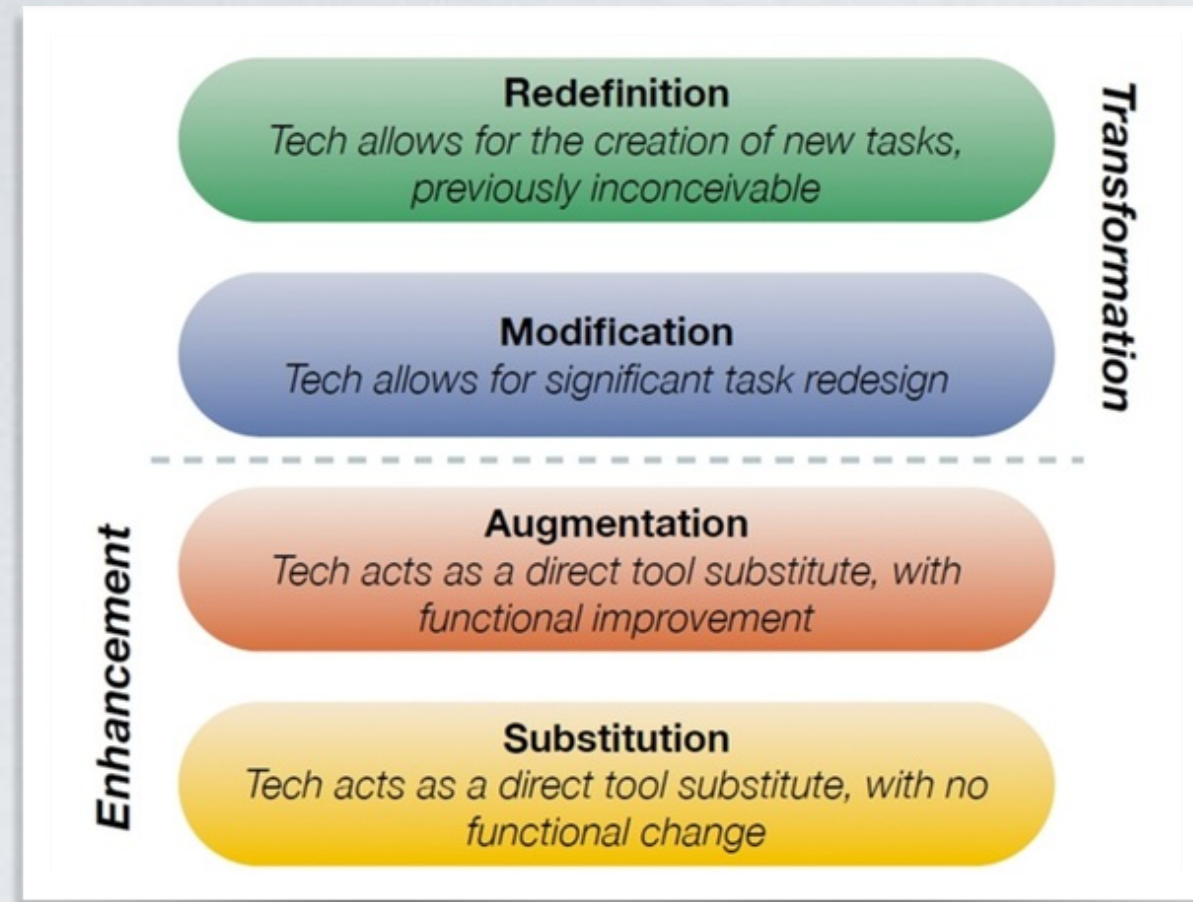 Redefinition
Tech allows for the creation of new tasks,
previously inconceivable
Transformation
Modification
Tech allows for significant task redesign
Augmentation
Tech acts as a direct tool substitute, with
functional improvement
Enhancement
Substitution
Tech acts as a direct tool substitute, with no
functional change